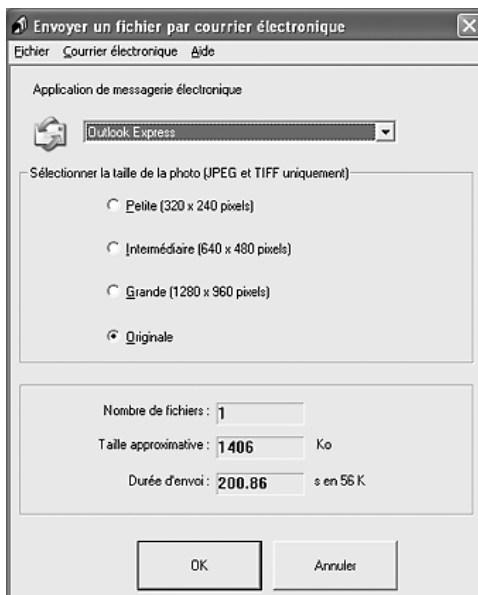 Envoyer un fichier par courrier électronique
Fichier Courrier électronique Aide
Application de messagerie électronique
Outlook Express
Sélectionner la taille de la photo (JPEG et TIFF uniquement)
Petite (320 x 240 pixels)
Intermédiaire (640 x 480 pixels)
Grande (1280 x 960 pixels)
Originale
Nombre de fichiers : 1
Taille approximative : 1406 Ko
Durée d'envoi : 200.86 s en 56 K
OK Annuler